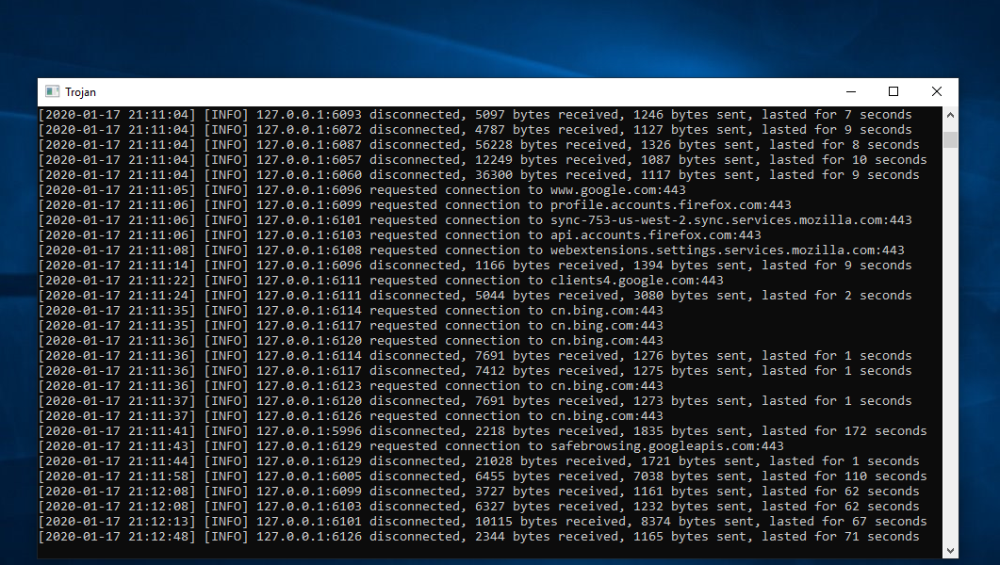 Trojan
[2020-01-17 21:11:04] [INFO] 127.0.0.1:6093 disconnected, 5097 bytes received, 1246 bytes sent, lasted for 7 seconds
[2020-01-17 21:11:04] [INFO] 127.0.0.1:6072 disconnected, 4787 bytes received, 1127 bytes sent, lasted for 9 seconds
[2020-01-17 21:11:04] [INFO] 127.0.0.1:6087 disconnected, 56228 bytes received, 1326 bytes sent, lasted for 8 seconds
[2020-01-17 21:11:04] [INFO] 127.0.0.1:6057 disconnected, 12249 bytes received, 1087 bytes sent, lasted for 10 seconds
[2020-01-17 21:11:04] [INFO] 127.0.0.1:6060 disconnected, 36300 bytes received, 1117 bytes sent, lasted for 9 seconds
[2020-01-17 21:11:05] [INFO] 127.0.0.1:6096 requested connection to www.google.com:443
[2020-01-17 21:11:06] [INFO] 127.0.0.1:6099 requested connection to profile.accounts.firefox.com:443
[2020-01-17 21:11:06] [INFO] 127.0.0.1:6101 requested connection to sync-753-us-west-2.sync.services.mozilla.com:443
[2020-01-17 21:11:06] [INFO] 127.0.0.1:6103 requested connection to api.accounts.firefox.com:443
[2020-01-17 21:11:08] [INFO] 127.0.0.1:6108 requested connection to webextensions.settings.services.mozilla.com:443
[2020-01-17 21:11:14] [INFO] 127.0.0.1:6096 disconnected, 1166 bytes received, 1394 bytes sent, lasted for 9 seconds
[2020-01-17 21:11:22] [INFO] 127.0.0.1:6111 requested connection to clients4.google.com:443
[2020-01-17 21:11:24] [INFO] 127.0.0.1:6111 disconnected, 5044 bytes received, 3080 bytes sent, lasted for 2 seconds
[2020-01-17 21:11:35] [INFO] 127.0.0.1:6114 requested connection to cn.bing.com:443
[2020-01-17 21:11:35] [INFO] 127.0.0.1:6117 requested connection to cn.bing.com:443
[2020-01-17 21:11:36] [INFO] 127.0.0.1:6120 requested connection to cn.bing.com:443
[2020-01-17 21:11:36] [INFO] 127.0.0.1:6114 disconnected, 7691 bytes received, 1276 bytes sent, lasted for 1 seconds
[2020-01-17 21:11:36] [INFO] 127.0.0.1:6117 disconnected, 7412 bytes received, 1275 bytes sent, lasted for 1 seconds
[2020-01-17 21:11:36] [INFO] 127.0.0.1:6123 requested connection to cn.bing.com:443
[2020-01-17 21:11:37] [INFO] 127.0.0.1:6120 disconnected, 7691 bytes received, 1273 bytes sent, lasted for 1 seconds
[2020-01-17 21:11:37] [INFO] 127.0.0.1:6126 requested connection to cn.bing.com:443
[2020-01-17 21:11:41] [INFO] 127.0.0.1:5996 disconnected, 2218 bytes received, 1835 bytes sent, lasted for 172 seconds
[2020-01-17 21:11:43] [INFO] 127.0.0.1:6129 requested connection to safebrowsing.googleapis.com:443
[2020-01-17 21:11:44] [INFO] 127.0.0.1:6129 disconnected, 21028 bytes received, 1721 bytes sent, lasted for 1 seconds
[2020-01-17 21:11:58] [INFO] 127.0.0.1:6005 disconnected, 6455 bytes received, 7038 bytes sent, lasted for 110 seconds
[2020-01-17 21:12:08] [INFO] 127.0.0.1:6099 disconnected, 3727 bytes received, 1161 bytes sent, lasted for 62 seconds
[2020-01-17 21:12:08] [INFO] 127.0.0.1:6103 disconnected, 6327 bytes received, 1232 bytes sent, lasted for 62 seconds
[2020-01-17 21:12:13] [INFO] 127.0.0.1:6101 disconnected, 10115 bytes received, 8374 bytes sent, lasted for 67 seconds
[2020-01-17 21:12:48] [INFO] 127.0.0.1:6126 disconnected, 2344 bytes received, 1165 bytes sent, lasted for 71 seconds